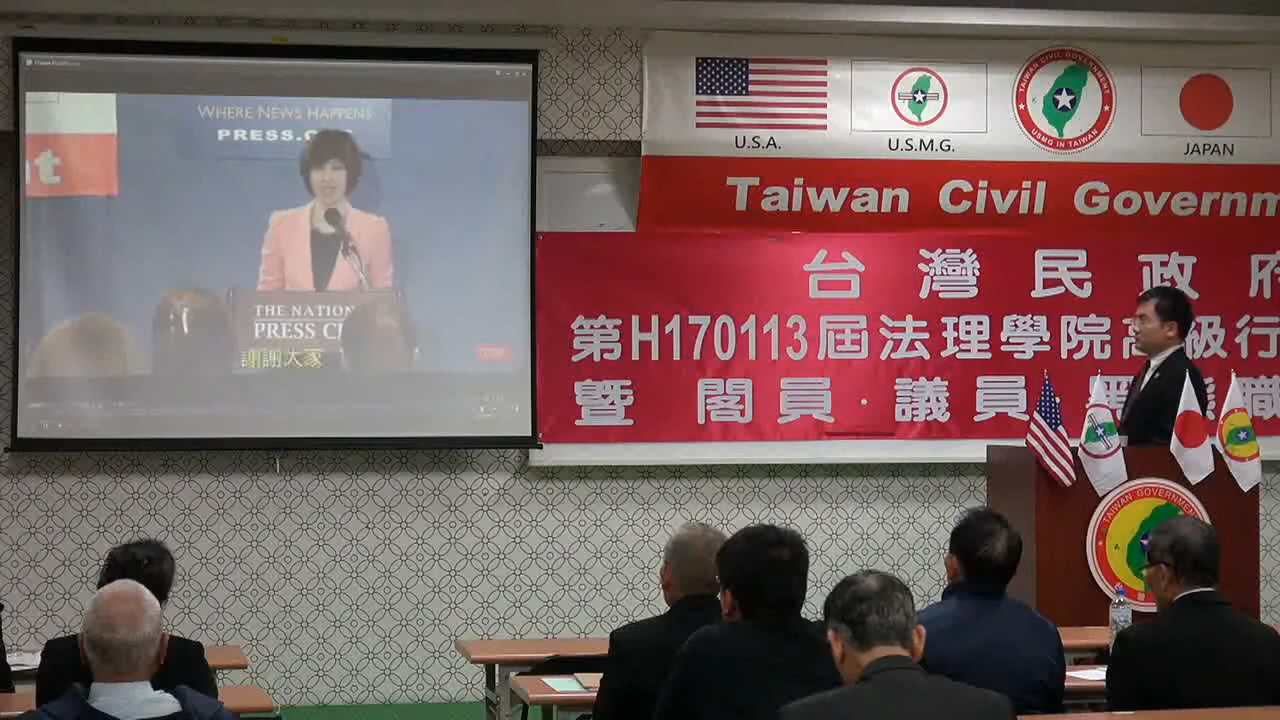 WHERE NEWS HAPPENS
PRESS.
t
THE NATION
PRESS C
謝謝大家
U.S.A.
U.S.M.G.
TAIWAN CIVIL GOVERNMENT
USMG IN TAIWAN
JAPAN
Taiwan Civil Governm
台灣民政府
第H170113屆法理學院高級行
暨 閣員·議員·
職
TAIWAN GOVERNMENT